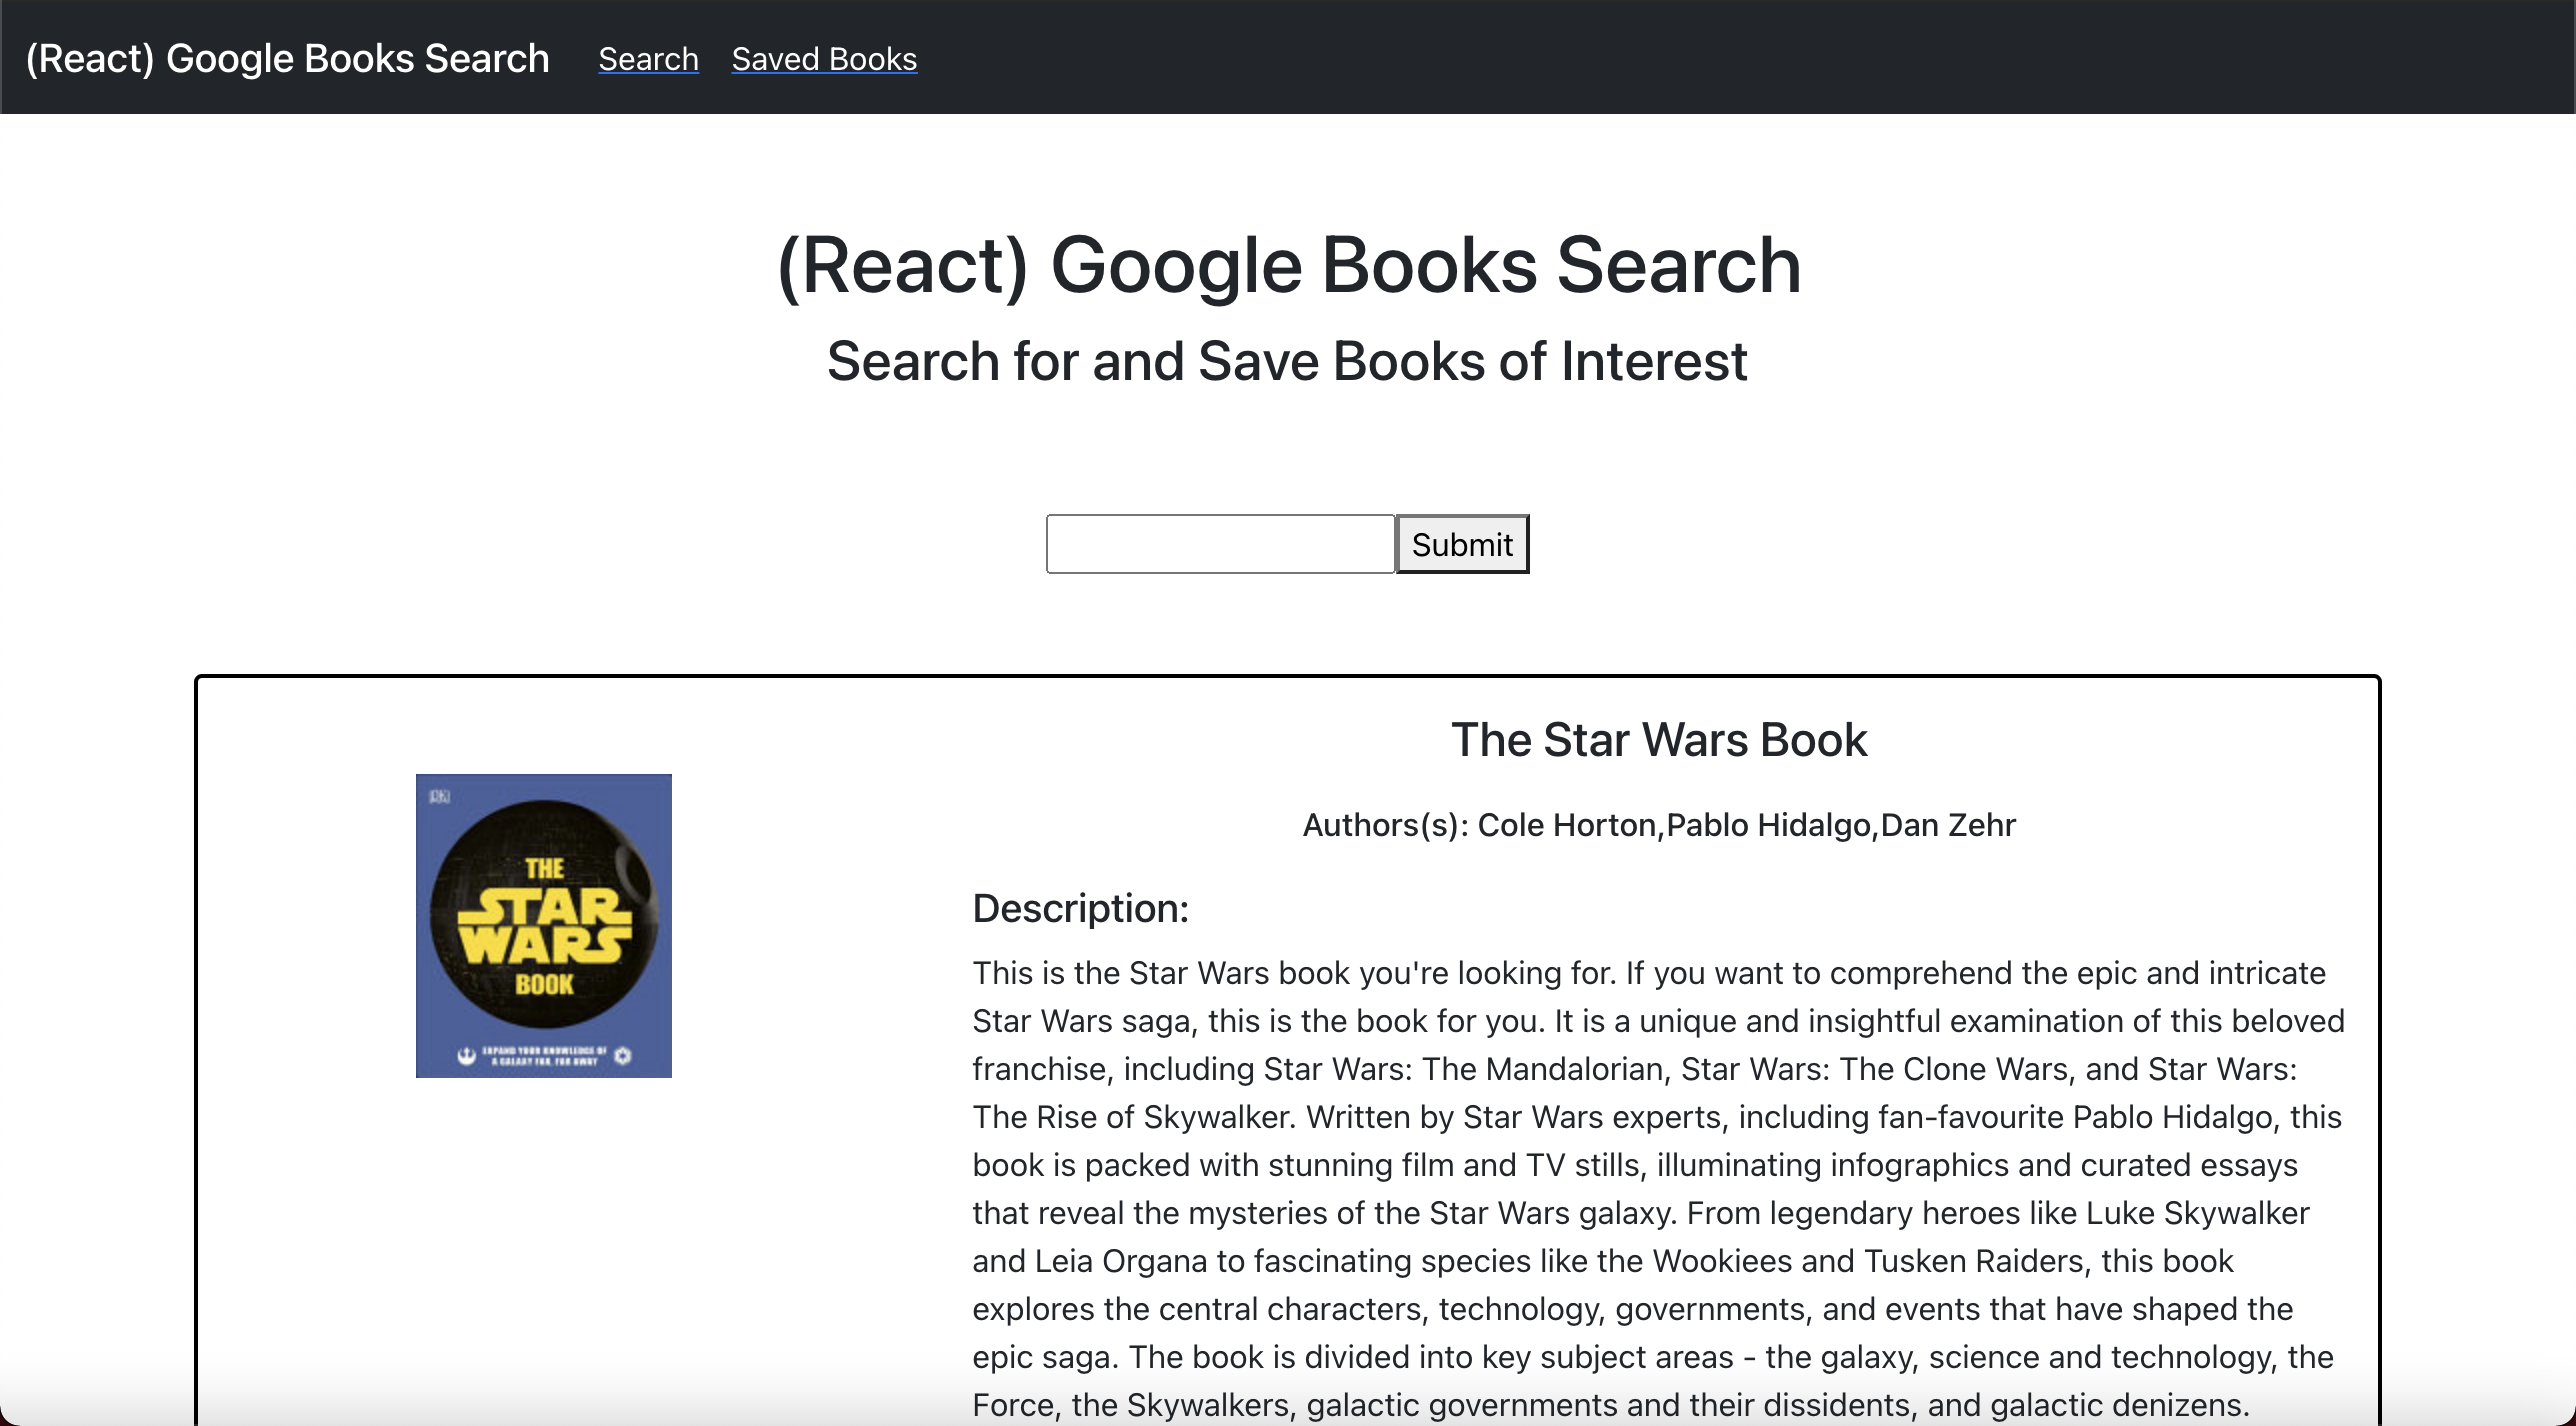 (React) Google Books Search Search Saved Books
(React) Google Books Search
Search for and Save Books of Interest
Submit
The Star Wars Book
Authors(s): Cole Horton,Pablo Hidalgo,Dan Zehr
DK
THE
STAR
WARS
BOOK
EXPAND YOUR KNOWLEDGE OF
A GALAXY FAR, FAR AWAY
Description:
This is the Star Wars book you're looking for. If you want to comprehend the epic and intricate
Star Wars saga, this is the book for you. It is a unique and insightful examination of this beloved
franchise, including Star Wars: The Mandalorian, Star Wars: The Clone Wars, and Star Wars:
The Rise of Skywalker. Written by Star Wars experts, including fan-favourite Pablo Hidalgo, this
book is packed with stunning film and TV stills, illuminating infographics and curated essays
that reveal the mysteries of the Star Wars galaxy. From legendary heroes like Luke Skywalker
and Leia Organa to fascinating species like the Wookiees and Tusken Raiders, this book
explores the central characters, technology, governments, and events that have shaped the
epic saga. The book is divided into key subject areas - the galaxy, science and technology, the
Force, the Skywalkers, galactic governments and their dissidents, and galactic denizens.